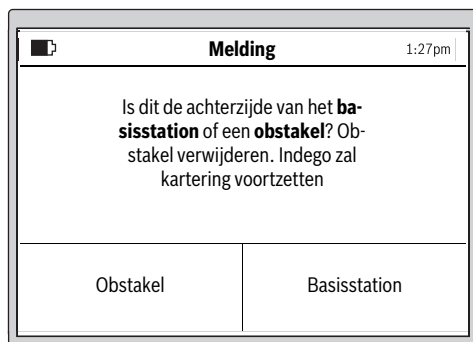 Melding 1:27pm
Is dit de achterzijde van het ba-
sisstation of een obstakel? Ob-
stakel verwijderen. Indego zal
kartering voortzetten
Obstakel Basisstation